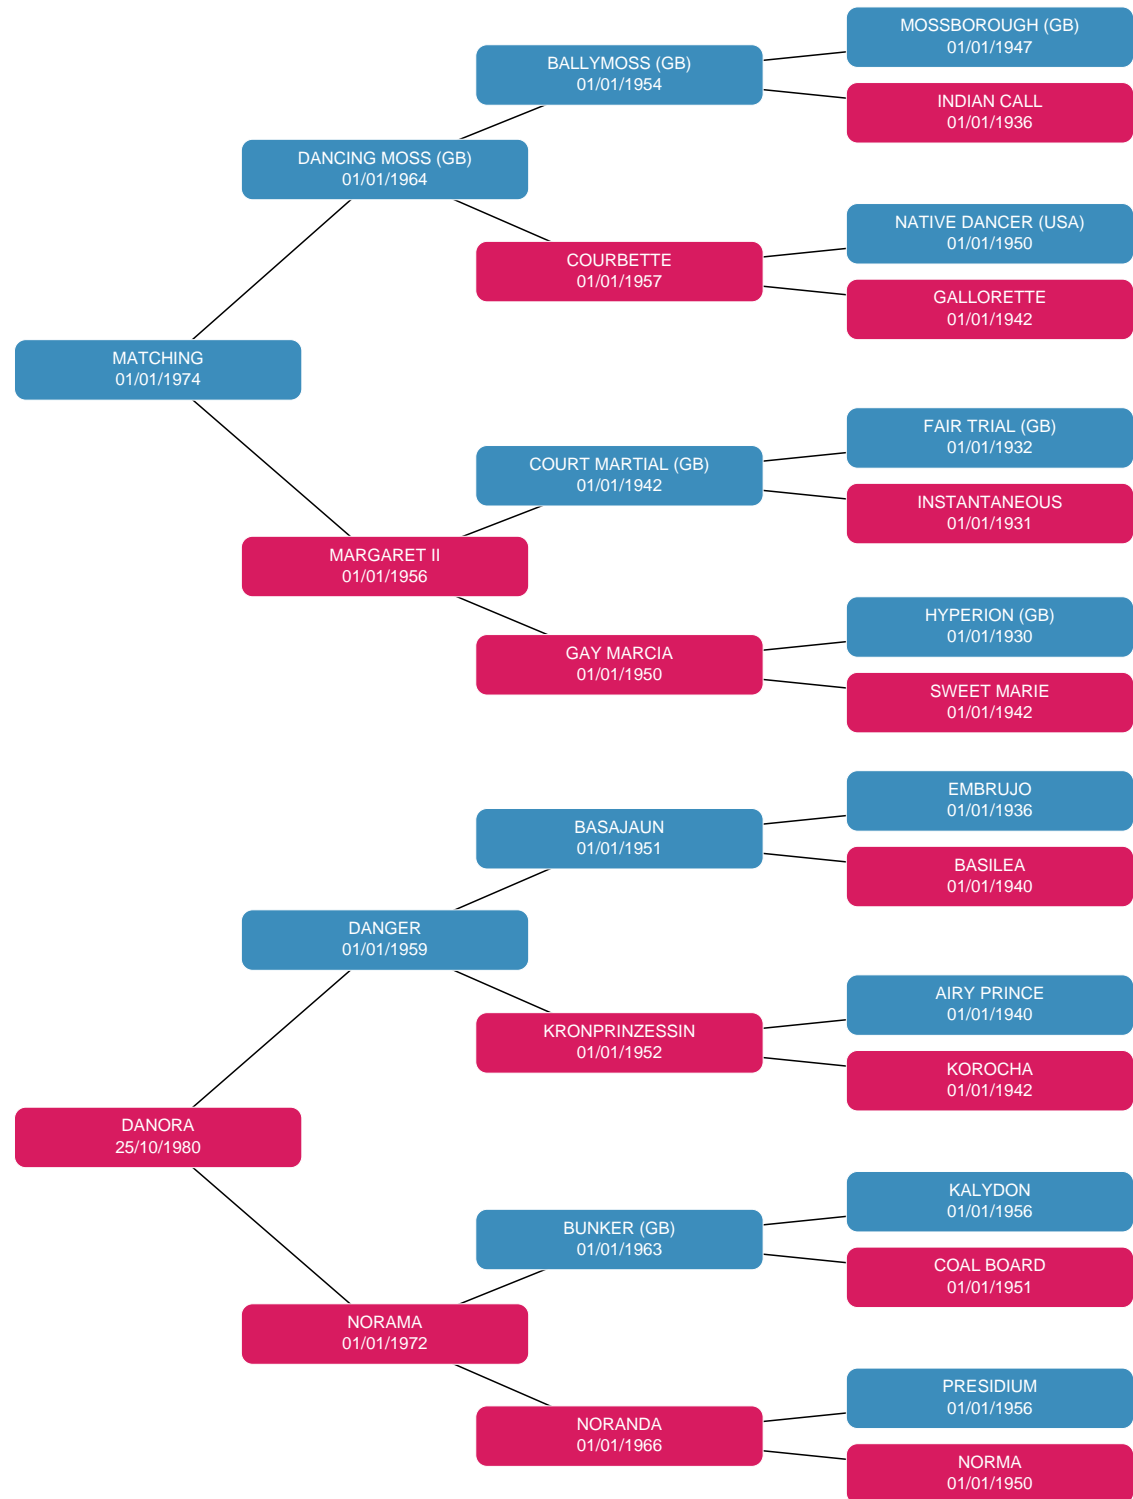 MOSSBOROUGH (GB)
01/01/1947
BALLYMOSS (GB)
01/01/1954
INDIAN CALL
01/01/1936
DANCING MOSS (GB)
01/01/1964
NATIVE DANCER (USA)
01/01/1950
COURBETTE
01/01/1957
GALLORETTE
01/01/1942
MATCHING
01/01/1974
FAIR TRIAL (GB)
01/01/1932
COURT MARTIAL (GB)
01/01/1942
INSTANTANEOUS
01/01/1931
MARGARET II
01/01/1956
HYPERION (GB)
01/01/1930
GAY MARCIA
01/01/1950
SWEET MARIE
01/01/1942
EMBRUJO
01/01/1936
BASAJAUN
01/01/1951
BASILEA
01/01/1940
DANGER
01/01/1959
AIRY PRINCE
01/01/1940
KRONPRINZESSIN
01/01/1952
KOROCHA
01/01/1942
DANORA
25/10/1980
KALYDON
01/01/1956
BUNKER (GB)
01/01/1963
COAL BOARD
01/01/1951
NORAMA
01/01/1972
PRESIDIUM
01/01/1956
NORANDA
01/01/1966
NORMA
01/01/1950